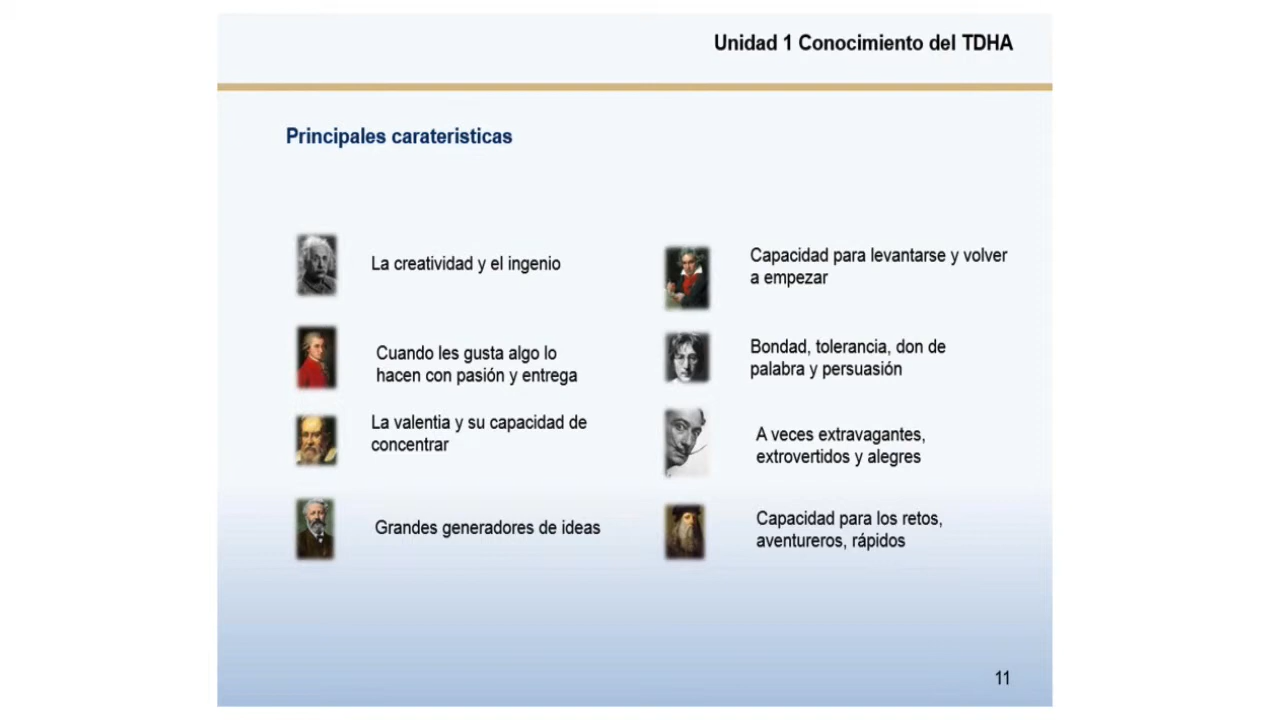 Unidad 1 Conocimiento del TDHA
Principales carateristicas
La creatividad y el ingenio
Cuando les gusta algo lo
hacen con pasión y entrega
La valentia y su capacidad de
concentrar
Grandes generadores de ideas
Capacidad para levantarse y volver
a empezar
Bondad, tolerancia, don de
palabra y persuasión
A veces extravagantes,
extrovertidos y alegres
Capacidad para los retos,
aventureros, rápidos
11